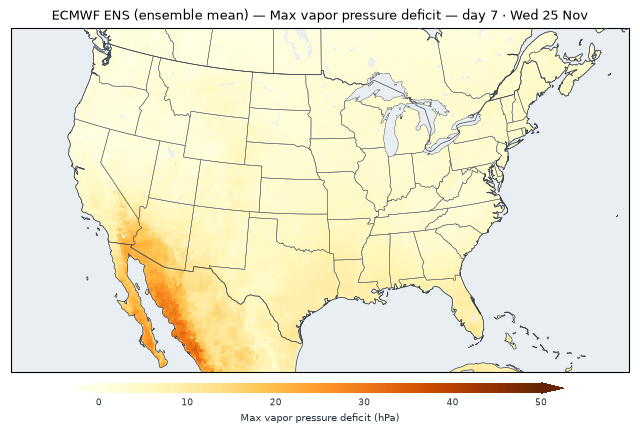 ECMWF ENS (ensemble mean) — Max vapor pressure deficit — day 7 · Wed 25 Nov
0 10 20 30 40 50
Max vapor pressure deficit (hPa)